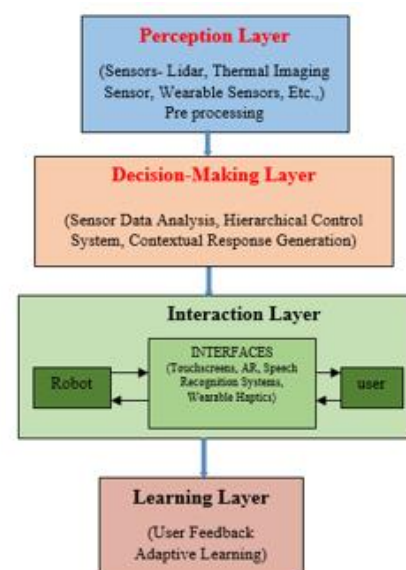 Perception Layer
(Sensors- Lidar, Thermal Imaging
Sensor, Wearable Sensors, Etc.,)
Pre processing
Decision-Making Layer
(Sensor Data Analysis, Hierarchical Control
System, Contextual Response Generation)
Interaction Layer
INTERFACES
(Touchscreens, AR, Speech
Recognition Systems,
Wearable Haptics)
Robot
user
Learning Layer
(User Feedback
Adaptive Learning)